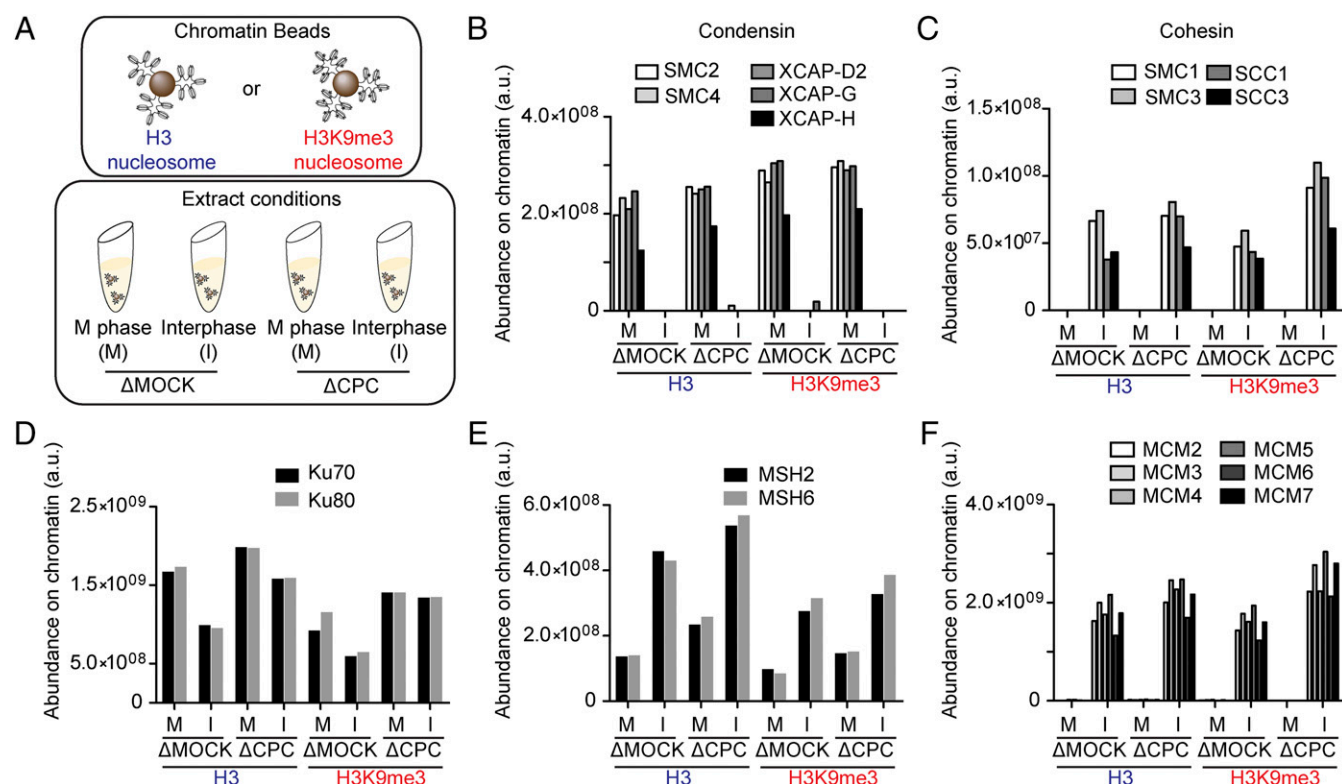 A
Chromatin Beads
or
H3
nucleosome
H3K9me3
nucleosome
Extract conditions
M phase
(M)
Interphase
(I)
M phase
(M)
Interphase
(I)
ΔMOCK
ΔCPC
B
Condensin
SMC2
SMC4
XCAP-D2
XCAP-G
XCAP-H
Abundance on chromatin (a.u.)
4.0×10⁰⁸
2.0×10⁰⁸
0
M I M I M I M I
ΔMOCK ΔCPC ΔMOCK ΔCPC
H3 H3K9me3
C
Cohesin
SMC1
SMC3
SCC1
SCC3
Abundance on chromatin (a.u.)
1.5×10⁰⁸
1.0×10⁰⁸
5.0×10⁰⁷
0
M I M I M I M I
ΔMOCK ΔCPC ΔMOCK ΔCPC
H3 H3K9me3
D
Ku70
Ku80
Abundance on chromatin (a.u.)
2.5×10⁰⁹
1.5×10⁰⁹
5.0×10⁰⁸
0
M I M I M I M I
ΔMOCK ΔCPC ΔMOCK ΔCPC
H3 H3K9me3
E
MSH2
MSH6
Abundance on chromatin (a.u.)
6.0×10⁰⁸
4.0×10⁰⁸
2.0×10⁰⁸
0
M I M I M I M I
ΔMOCK ΔCPC ΔMOCK ΔCPC
H3 H3K9me3
F
MCM2
MCM3
MCM4
MCM5
MCM6
MCM7
Abundance on chromatin (a.u.)
4.0×10⁰⁹
2.0×10⁰⁹
0
M I M I M I M I
ΔMOCK ΔCPC ΔMOCK ΔCPC
H3 H3K9me3